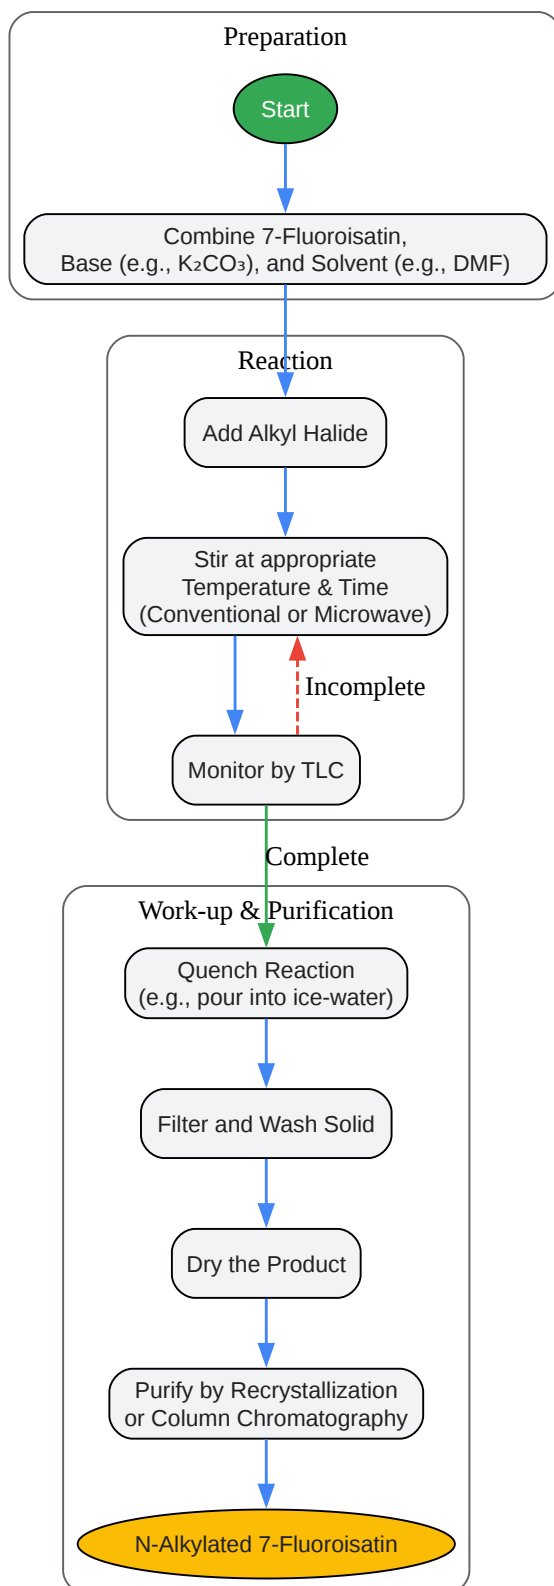 Preparation
Start
Combine 7-Fluoroisatin,
Base (e.g., K₂CO₃), and Solvent (e.g., DMF)
Reaction
Add Alkyl Halide
Stir at appropriate
Temperature & Time
(Conventional or Microwave)
Incomplete
Monitor by TLC
Complete
Work-up & Purification
Quench Reaction
(e.g., pour into ice-water)
Filter and Wash Solid
Dry the Product
Purify by Recrystallization
or Column Chromatography
N-Alkylated 7-Fluoroisatin